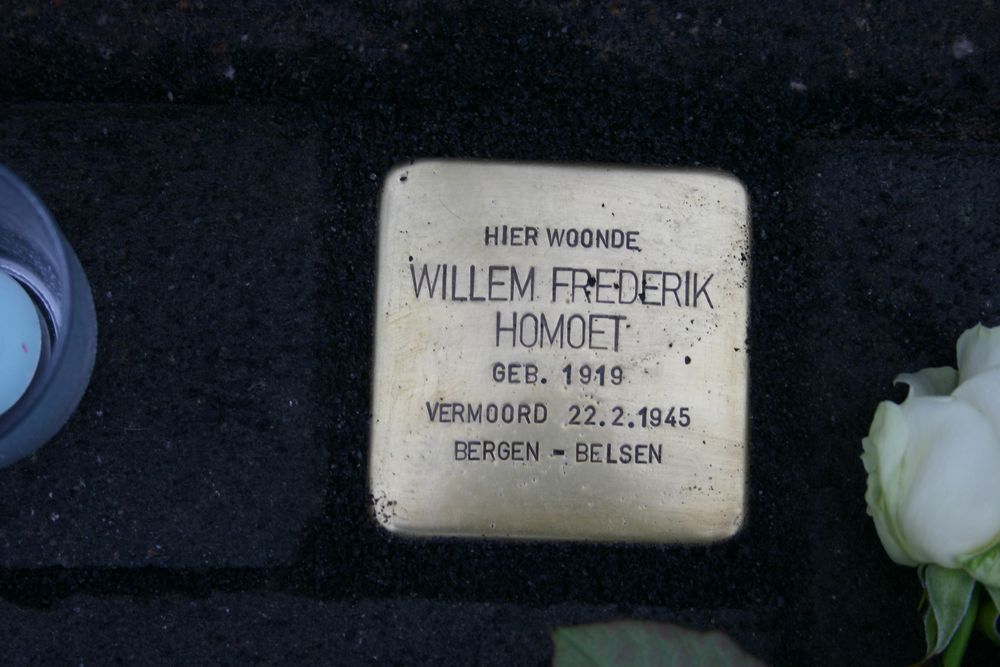 HIER WOONDE
WILLEM FREDERIK
HOMOET
GEB. 1919
VERMOORD 22.2.1945
BERGEN - BELSEN